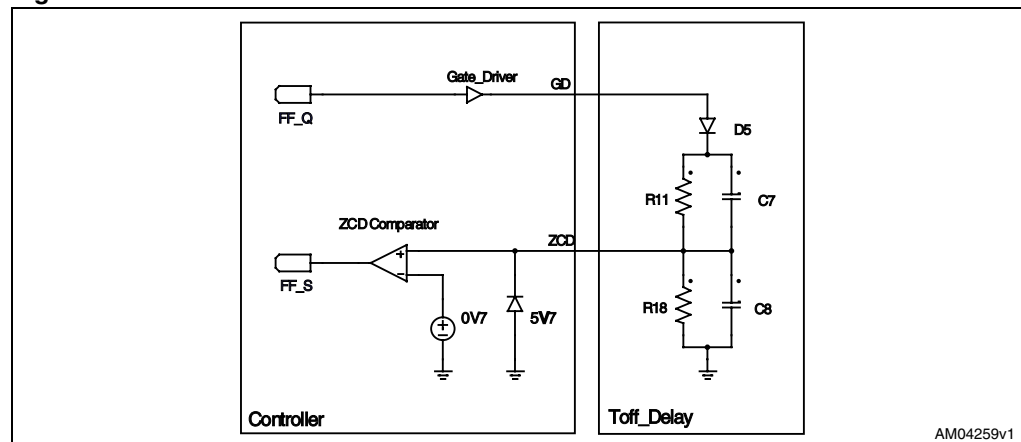 Gate_Driver
GD
FF_Q
D5
R11
C7
ZCD Comparator
ZCD
+
−
FF_S
0V7
+
−
5V7
R18
C8
Controller
Toff_Delay
AM04259v1